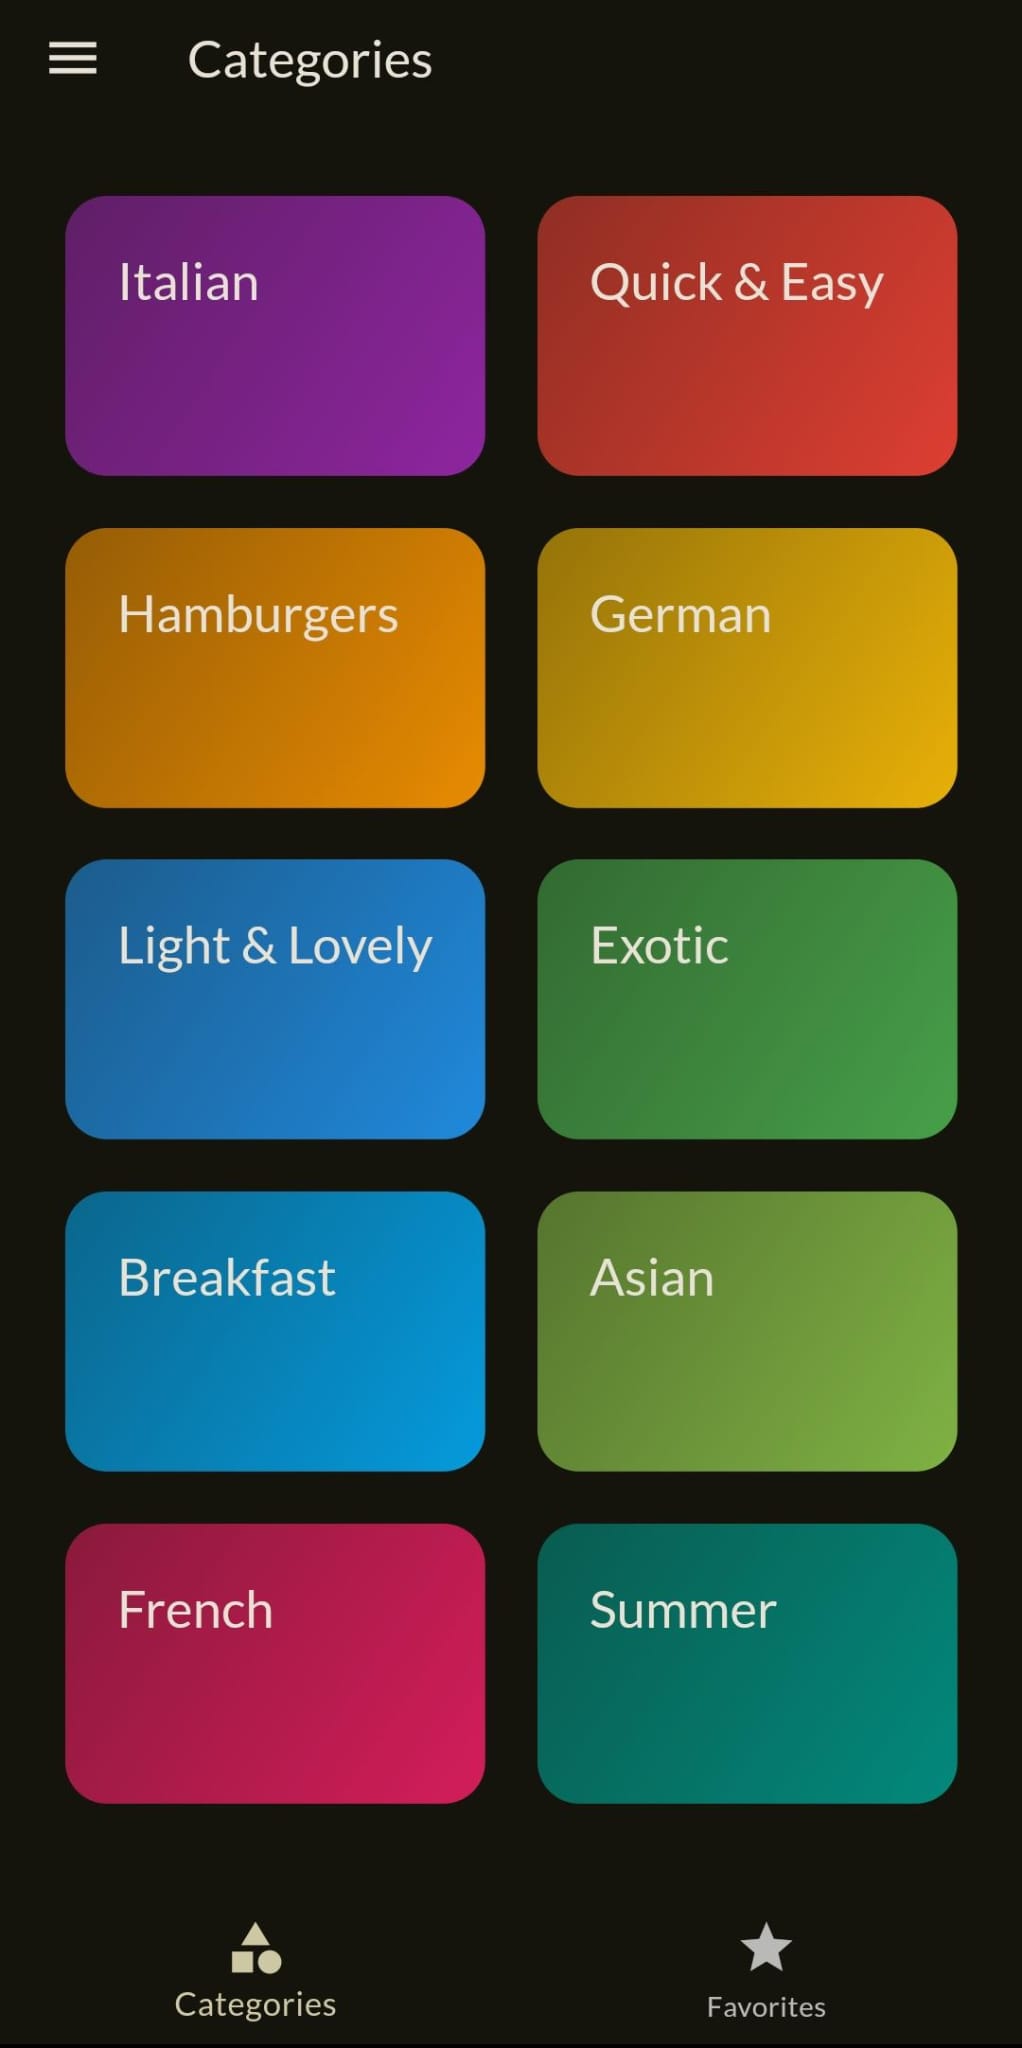 Categories
Italian
Quick & Easy
Hamburgers
German
Light & Lovely
Exotic
Breakfast
Asian
French
Summer
Categories
Favorites